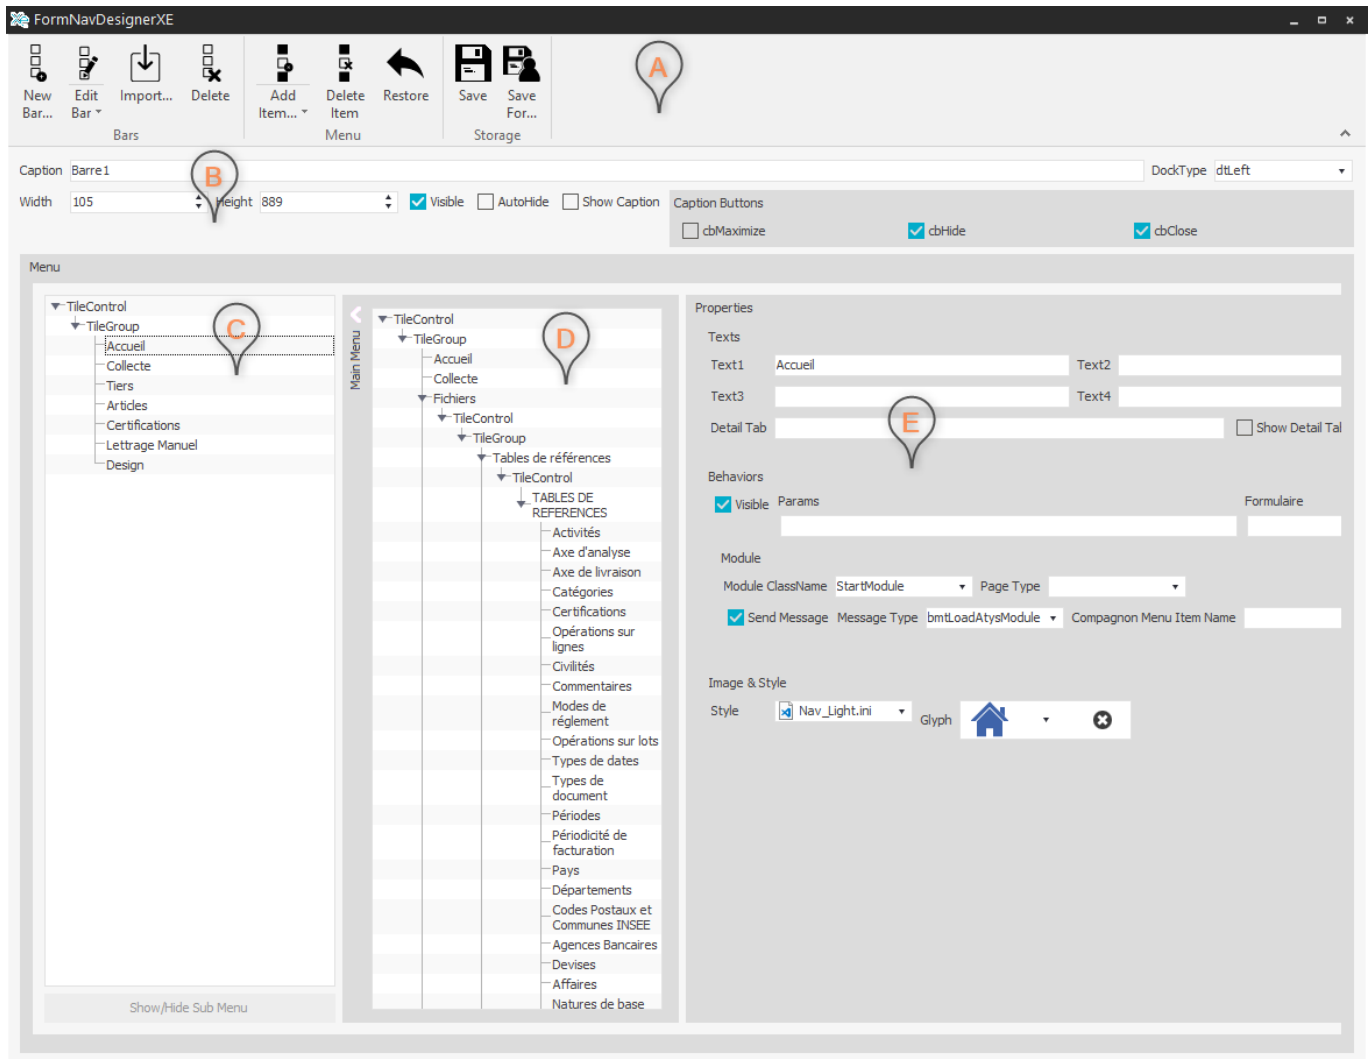 FormNavDesignerXE
New Bar...
Edit Bar
Import...
Delete
Add Item...
Delete Item
Restore
Save
Save For...
Bars
Menu
Storage
A
Caption Barre1
DockType dtLeft
B
Width 105 Height 889 Visible AutoHide Show Caption
Caption Buttons
cbMaximize cbHide cbClose
Menu
TileControl
TileGroup
Accueil
Collecte
Tiers
Articles
Certifications
Lettrage Manuel
Design
C
Show/Hide Sub Menu
Main Menu
TileControl
TileGroup
Accueil
Collecte
Fichiers
TileControl
TileGroup
Tables de références
TileControl
TABLES DE
REFERENCES
Activités
Axe d'analyse
Axe de livraison
Catégories
Certifications
Opérations sur
lignes
Civilités
Commentaires
Modes de
réglement
Opérations sur lots
Types de dates
Types de
document
Périodes
Périodicité de
facturation
Pays
Départements
Codes Postaux et
Communes INSEE
Agences Bancaires
Devises
Affaires
Natures de base
D
Properties
Texts
Text1 Accueil Text2
Text3 Text4
Detail Tab Show Detail Tal
E
Behaviors
Visible Params Formulaire
Module
Module ClassName StartModule Page Type
Send Message Message Type bmtLoadAtysModule Compagnon Menu Item Name
Image & Style
Style Nav_Light.ini Glyph